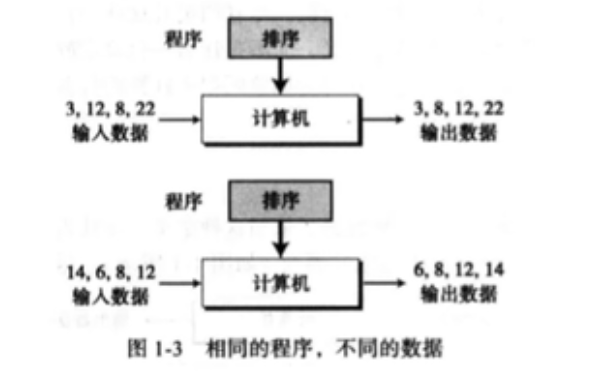 程序 排序
3, 12, 8, 22 计算机 3, 8, 12, 22
输入数据 输出数据
程序 排序
14, 6, 8, 12 计算机 6, 8, 12, 14
输入数据 输出数据
图 1-3 相同的程序，不同的数据